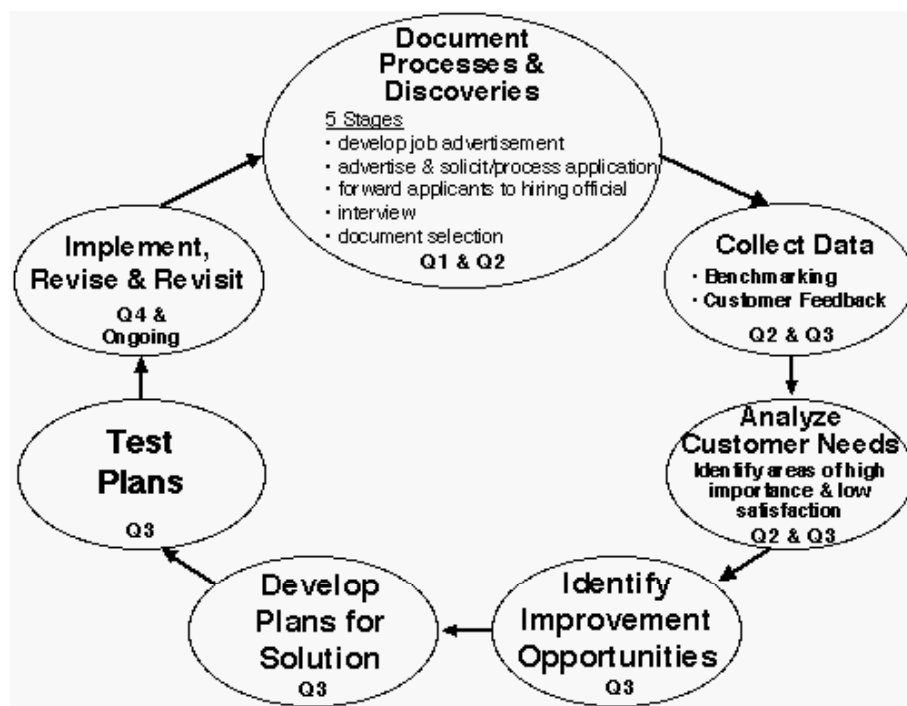 Document
Processes &
Discoveries
5 Stages
• develop job advertisement
• advertise & solicit/process application
• forward applicants to hiring official
• interview
• document selection
Q1 & Q2
Collect Data
• Benchmarking
• Customer Feedback
Q2 & Q3
Analyze
Customer Needs
Identify areas of high
importance & low
satisfaction
Q2 & Q3
Identify
Improvement
Opportunities
Q3
Develop
Plans for
Solution
Q3
Test
Plans
Q3
Implement,
Revise & Revisit
Q4 &
Ongoing